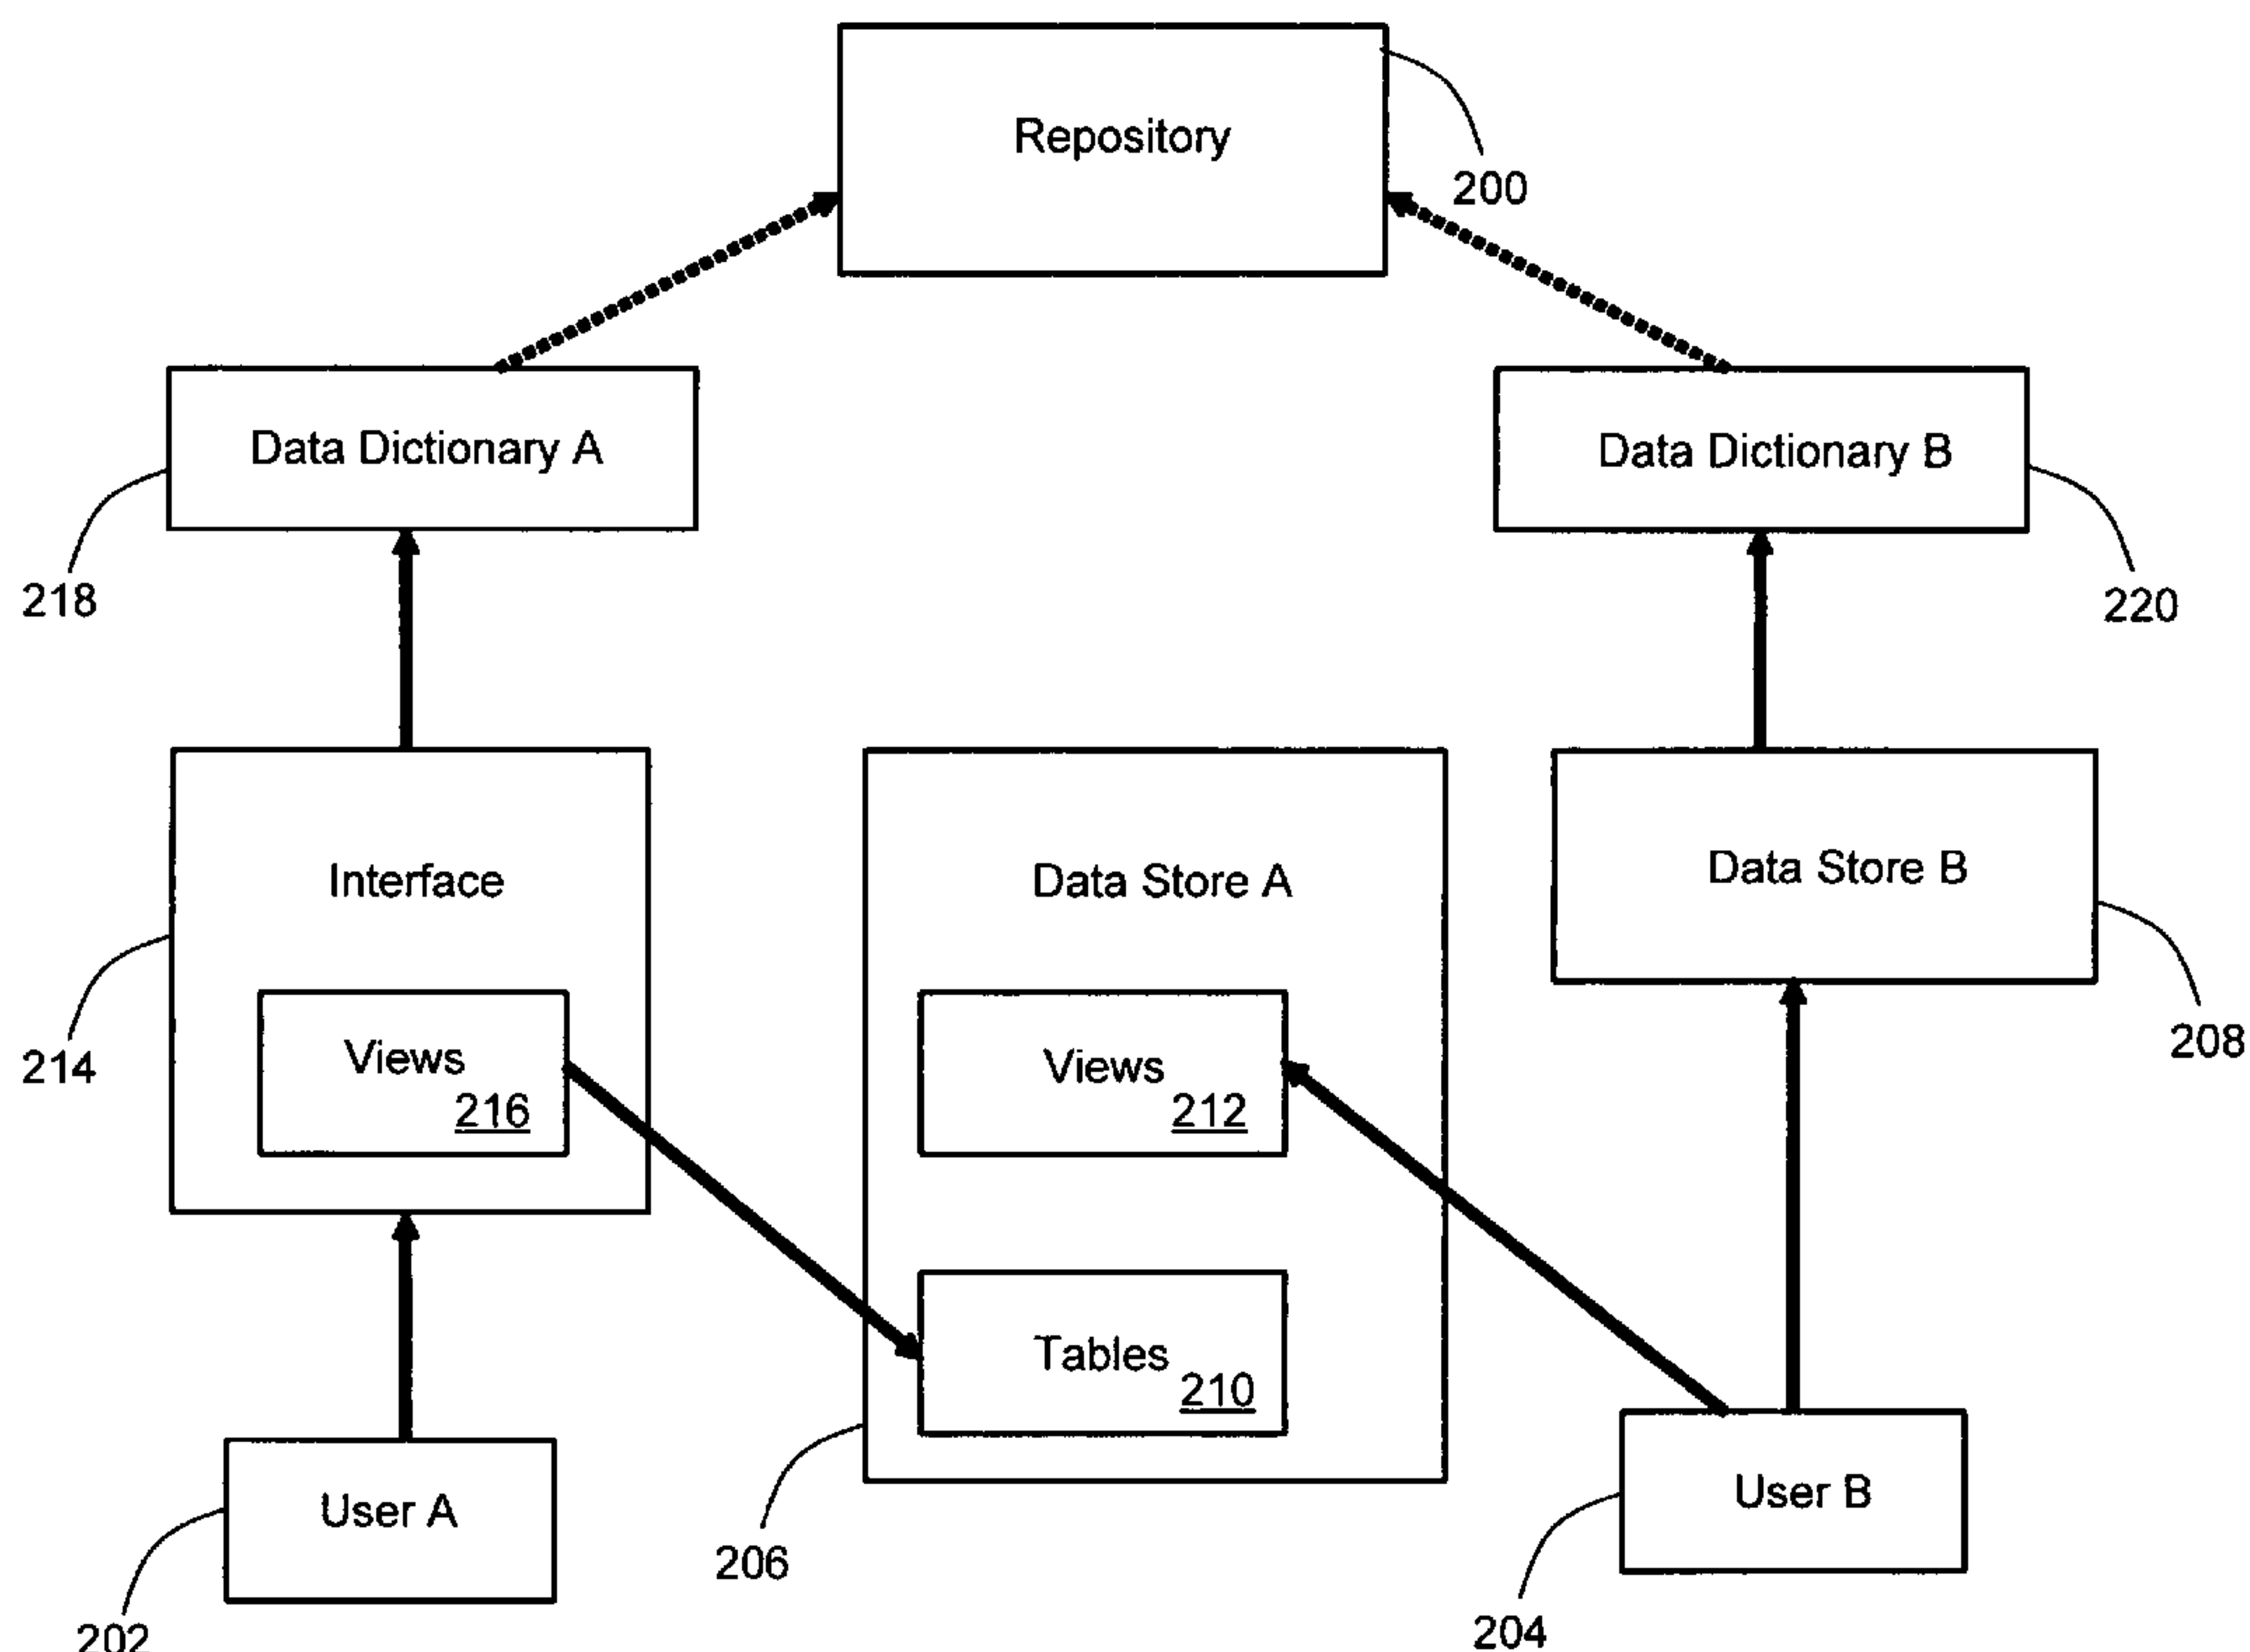 Repository
200
Data Dictionary A
Data Dictionary B
218
220
Interface
Data Store A
Data Store B
Views
216
Views
212
214
208
Tables
210
User A
User B
206
202
204